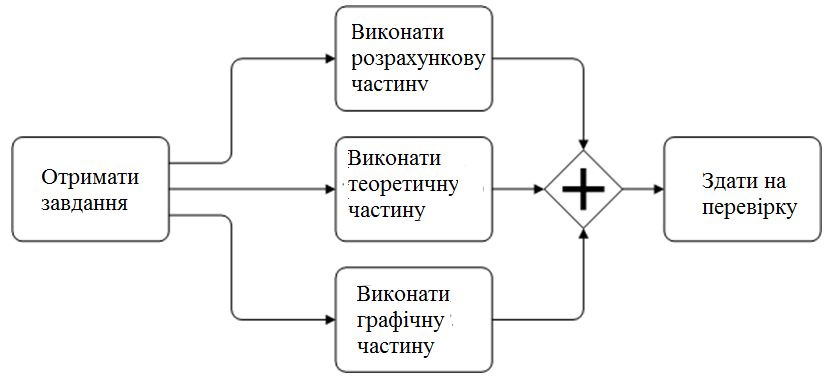 Отримати
завдання
Виконати
розрахункову
частину
Виконати
теоретичну
частину
Виконати
графічну
частину
Здати на
перевірку